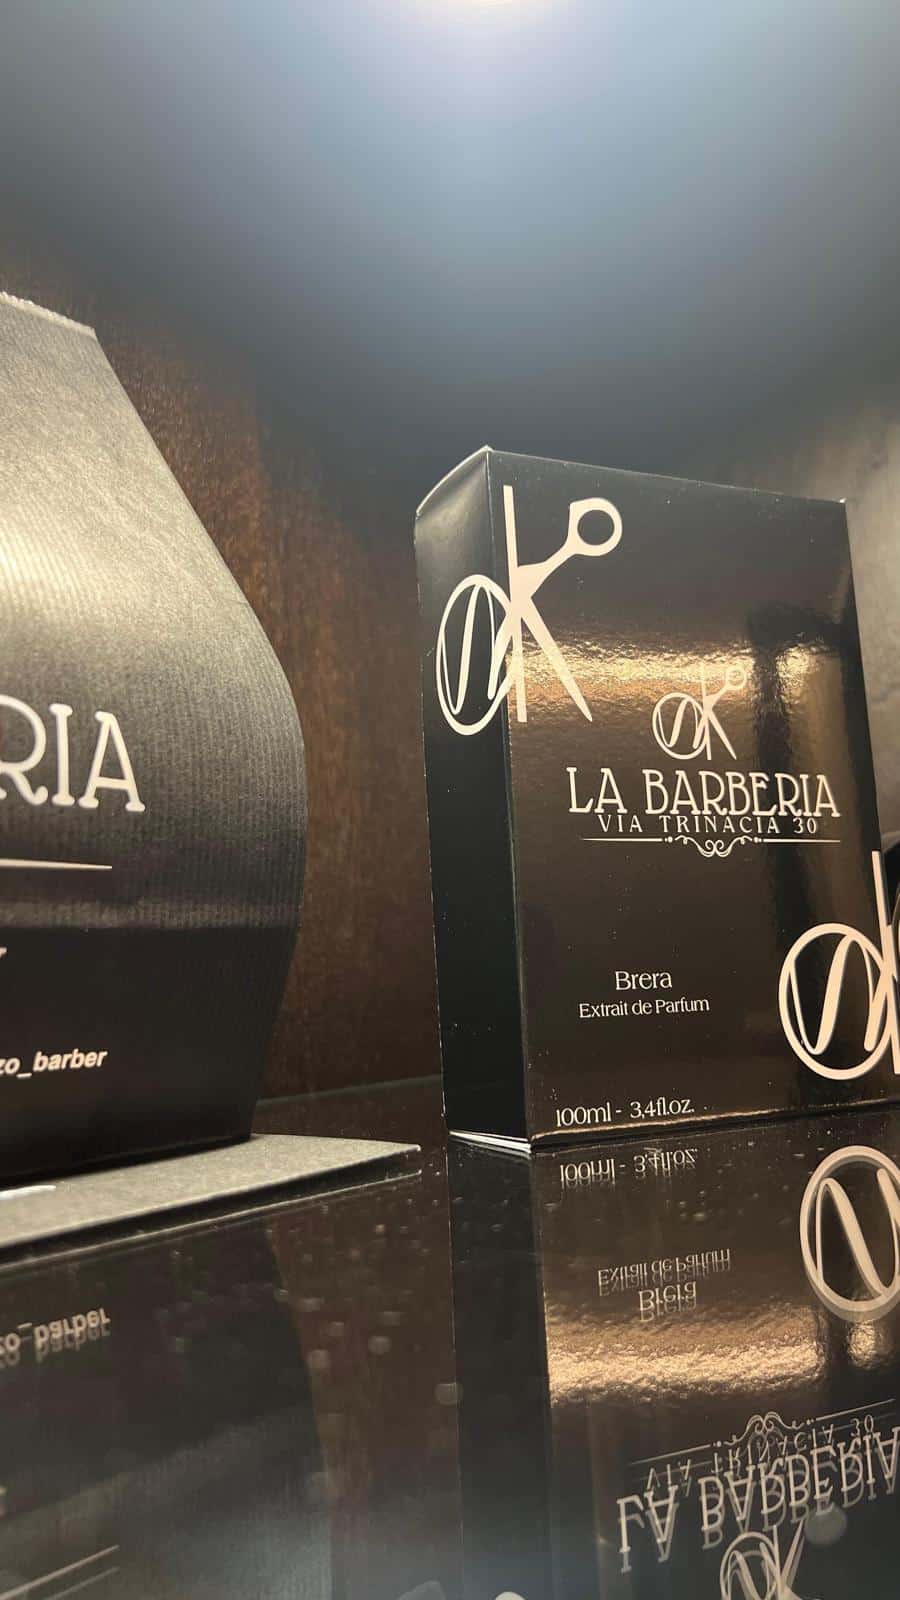 RIA
zo_barber
LA BARBERIA
VIA TRINACIA 30
Brera
Extrait de Parfum
100ml - 3,4fl.oz.